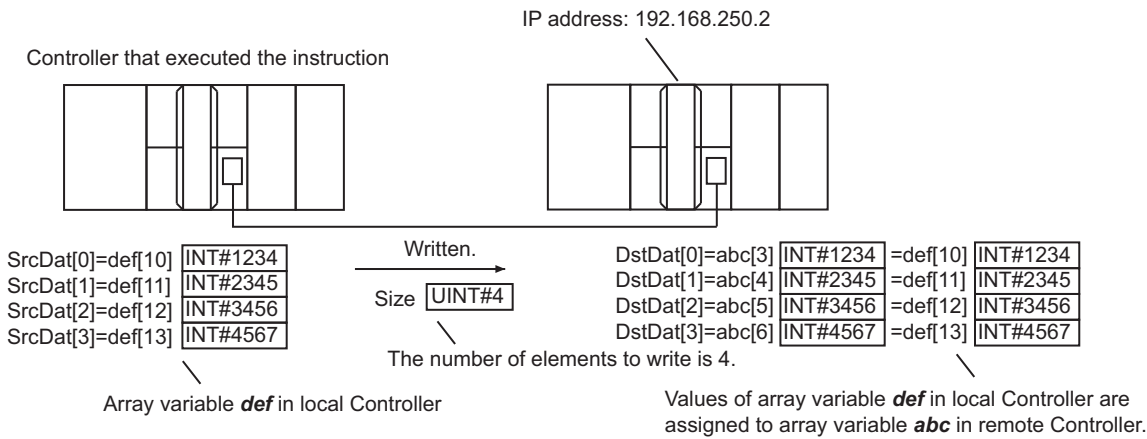 IP address: 192.168.250.2
Controller that executed the instruction
SrcDat[0]=def[10] INT#1234
SrcDat[1]=def[11] INT#2345
SrcDat[2]=def[12] INT#3456
SrcDat[3]=def[13] INT#4567
Written.
Size UINT#4
The number of elements to write is 4.
DstDat[0]=abc[3] INT#1234 =def[10] INT#1234
DstDat[1]=abc[4] INT#2345 =def[11] INT#2345
DstDat[2]=abc[5] INT#3456 =def[12] INT#3456
DstDat[3]=abc[6] INT#4567 =def[13] INT#4567
Array variable def in local Controller
Values of array variable def in local Controller are
assigned to array variable abc in remote Controller.